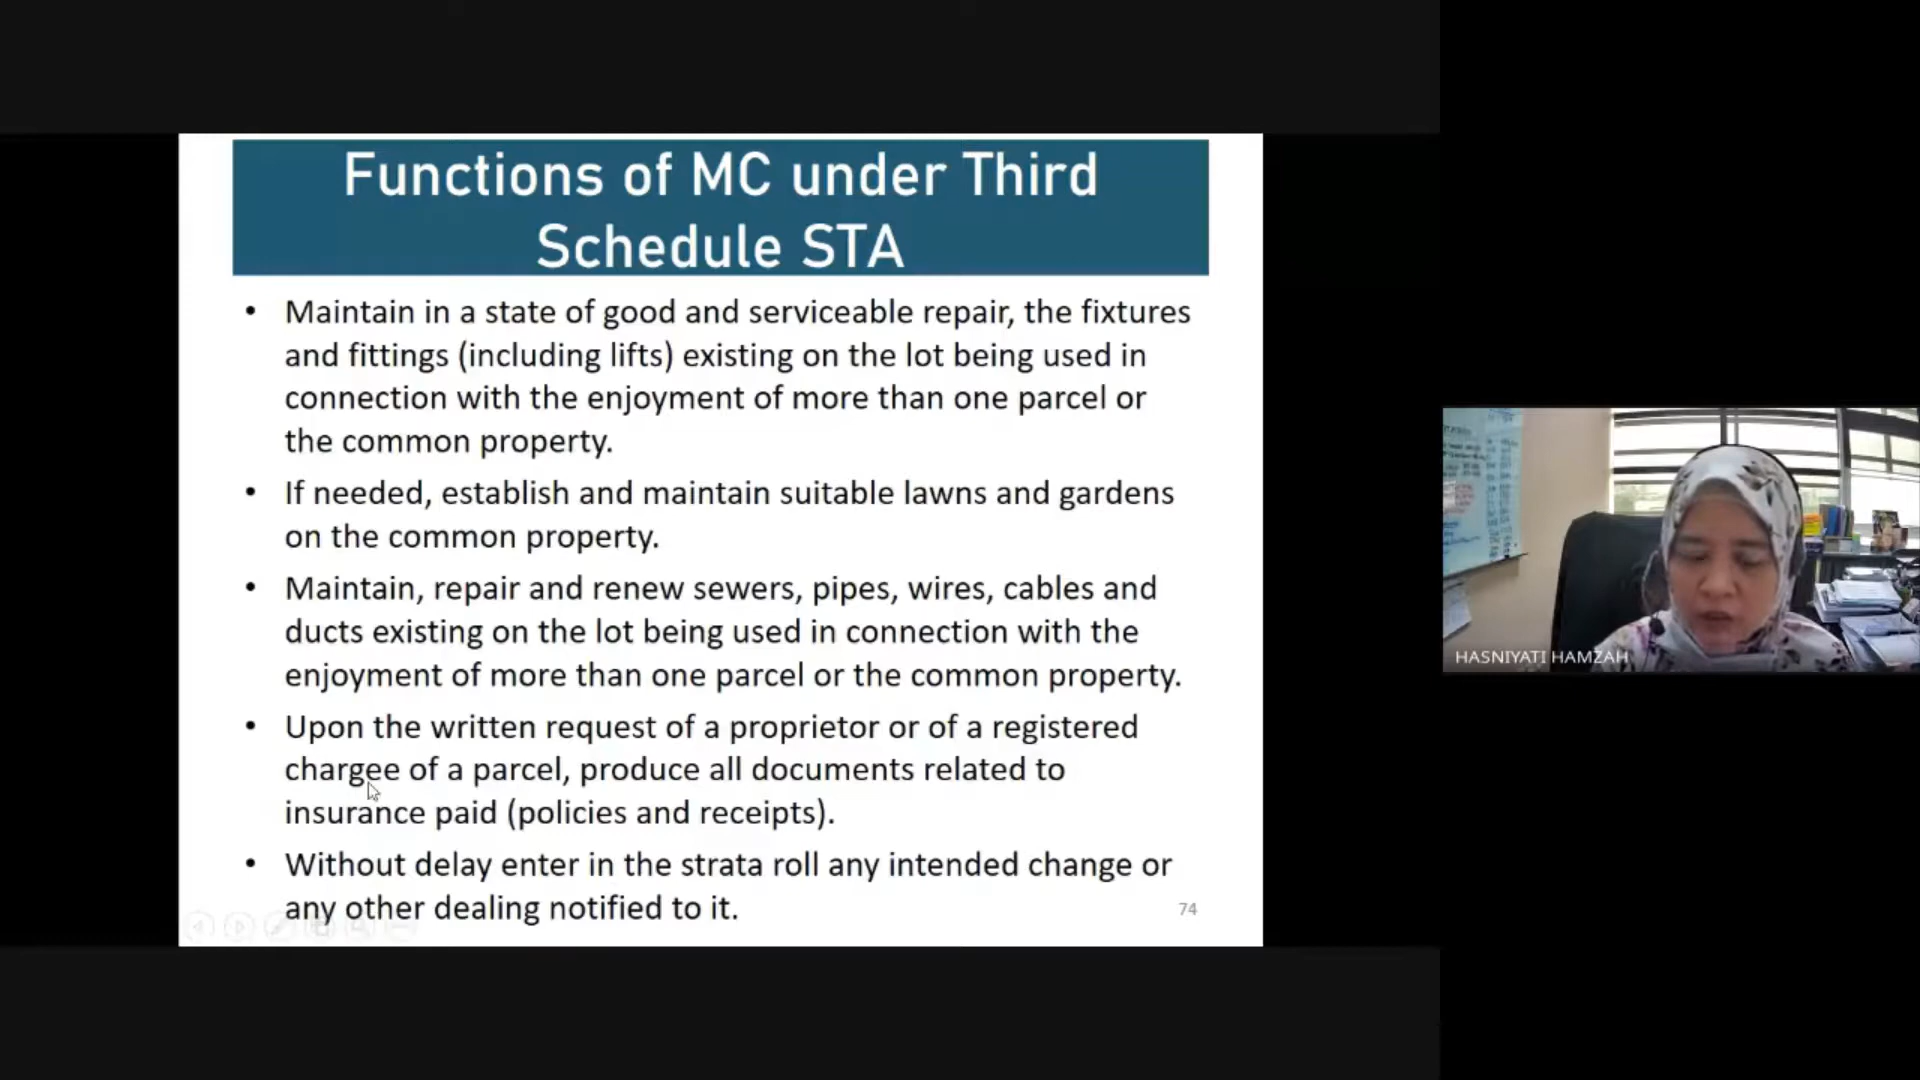 Functions of MC under Third
Schedule STA
• Maintain in a state of good and serviceable repair, the fixtures
and fittings (including lifts) existing on the lot being used in
connection with the enjoyment of more than one parcel or
the common property.
• If needed, establish and maintain suitable lawns and gardens
on the common property.
• Maintain, repair and renew sewers, pipes, wires, cables and
ducts existing on the lot being used in connection with the
enjoyment of more than one parcel or the common property.
• Upon the written request of a proprietor or of a registered
chargee of a parcel, produce all documents related to
insurance paid (policies and receipts).
• Without delay enter in the strata roll any intended change or
any other dealing notified to it.
74
HASNIYATI HAMZAH